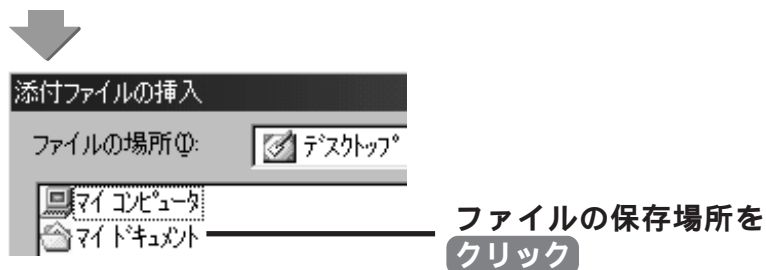 添付ファイルの挿入
ファイルの場所(I):
デスクトップ
マイ コンピュータ
マイ ドキュメント
ファイルの保存場所を
クリック